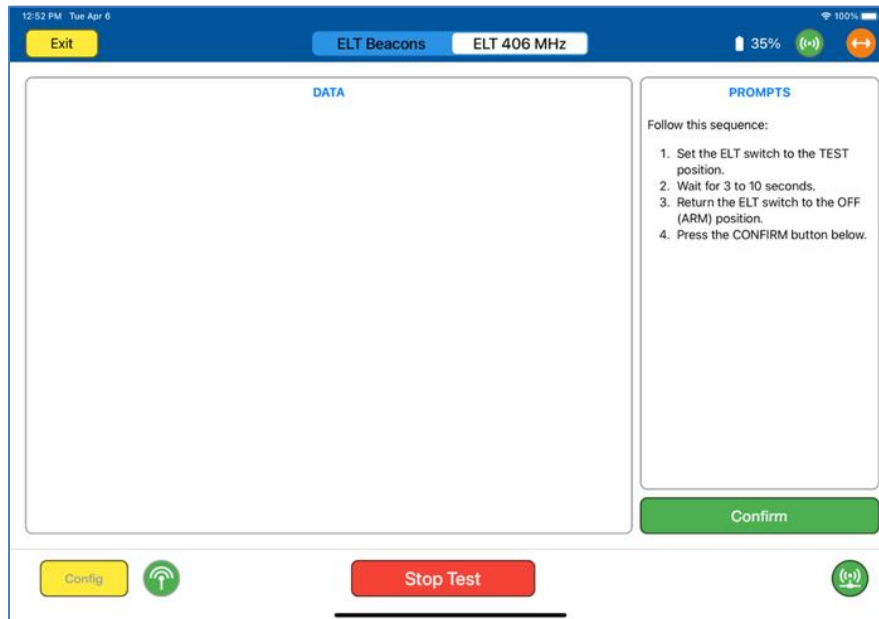 12:52 PM Tue Apr 6
100%
Exit
ELT Beacons
ELT 406 MHz
35%
DATA
PROMPTS
Follow this sequence:
1. Set the ELT switch to the TEST
position.
2. Wait for 3 to 10 seconds.
3. Return the ELT switch to the OFF
(ARM) position.
4. Press the CONFIRM button below.
Confirm
Config
Stop Test